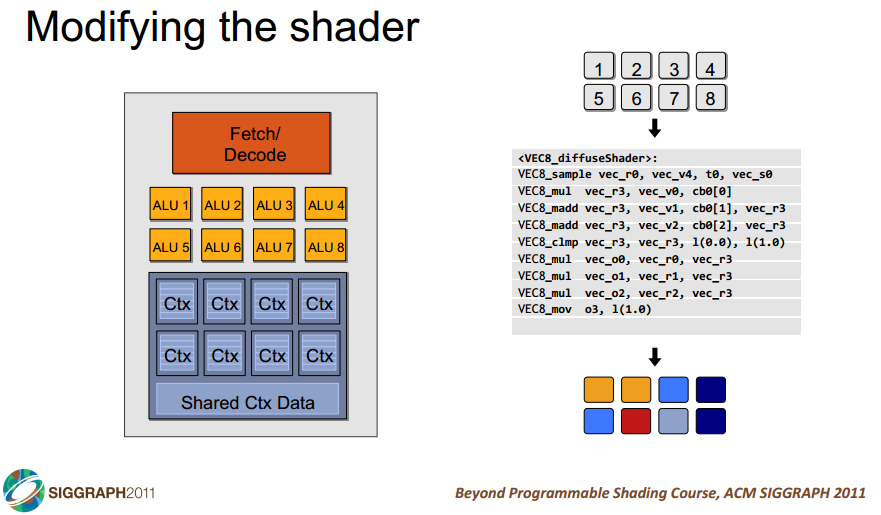 Modifying the shader
Fetch/
Decode
ALU 1 ALU 2 ALU 3 ALU 4
ALU 5 ALU 6 ALU 7 ALU 8
Ctx Ctx Ctx Ctx
Ctx Ctx Ctx Ctx
Shared Ctx Data
1 2 3 4
5 6 7 8
<VEC8_diffuseShader>:
VEC8_sample vec_r0, vec_v4, t0, vec_s0
VEC8_mul vec_r3, vec_v0, cb0[0]
VEC8_madd vec_r3, vec_v1, cb0[1], vec_r3
VEC8_madd vec_r3, vec_v2, cb0[2], vec_r3
VEC8_clmp vec_r3, vec_r3, l(0.0), l(1.0)
VEC8_mul vec_o0, vec_r0, vec_r3
VEC8_mul vec_o1, vec_r1, vec_r3
VEC8_mul vec_o2, vec_r2, vec_r3
VEC8_mov o3, l(1.0)
SIGGRAPH2011
Beyond Programmable Shading Course, ACM SIGGRAPH 2011